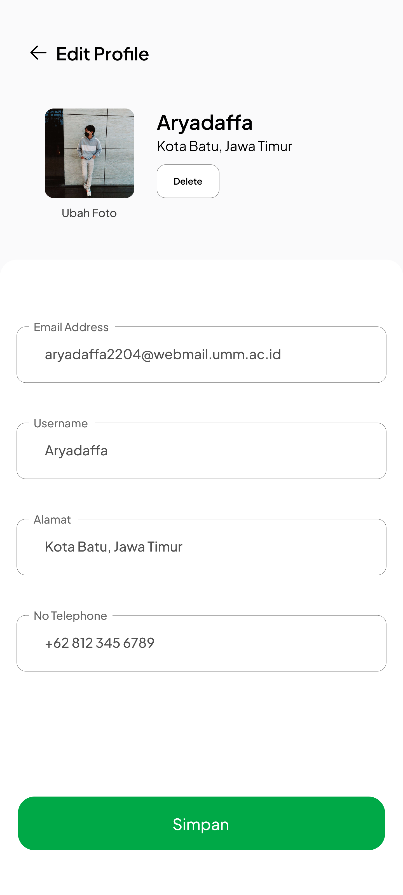 Edit Profile
Aryadaffa
Kota Batu, Jawa Timur
Delete
Ubah Foto
Email Address
aryadaffa2204@webmail.umm.ac.id
Username
Aryadaffa
Alamat
Kota Batu, Jawa Timur
No Telephone
+62 812 345 6789
Simpan